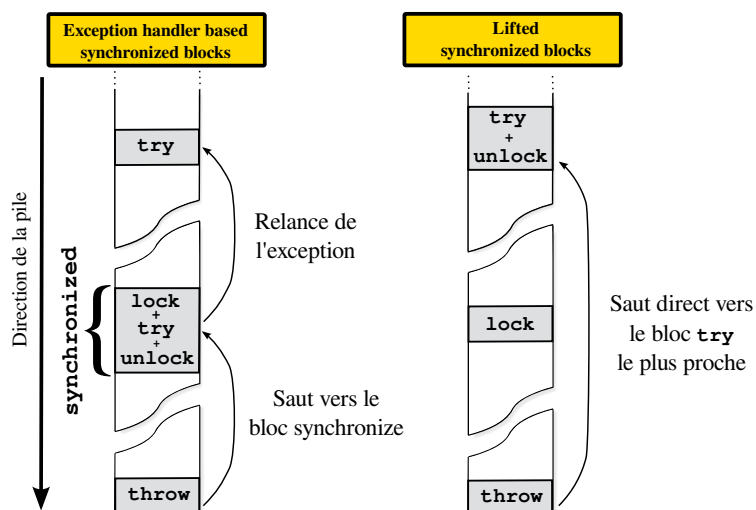 Exception handler based
synchronized blocks
Direction de la pile
try
Relance de
l'exception
synchronized
{
lock
+
try
+
unlock
Saut vers le
bloc synchronize
throw
Lifted
synchronized blocks
try
+
unlock
lock
Saut direct vers
le bloc try
le plus proche
throw